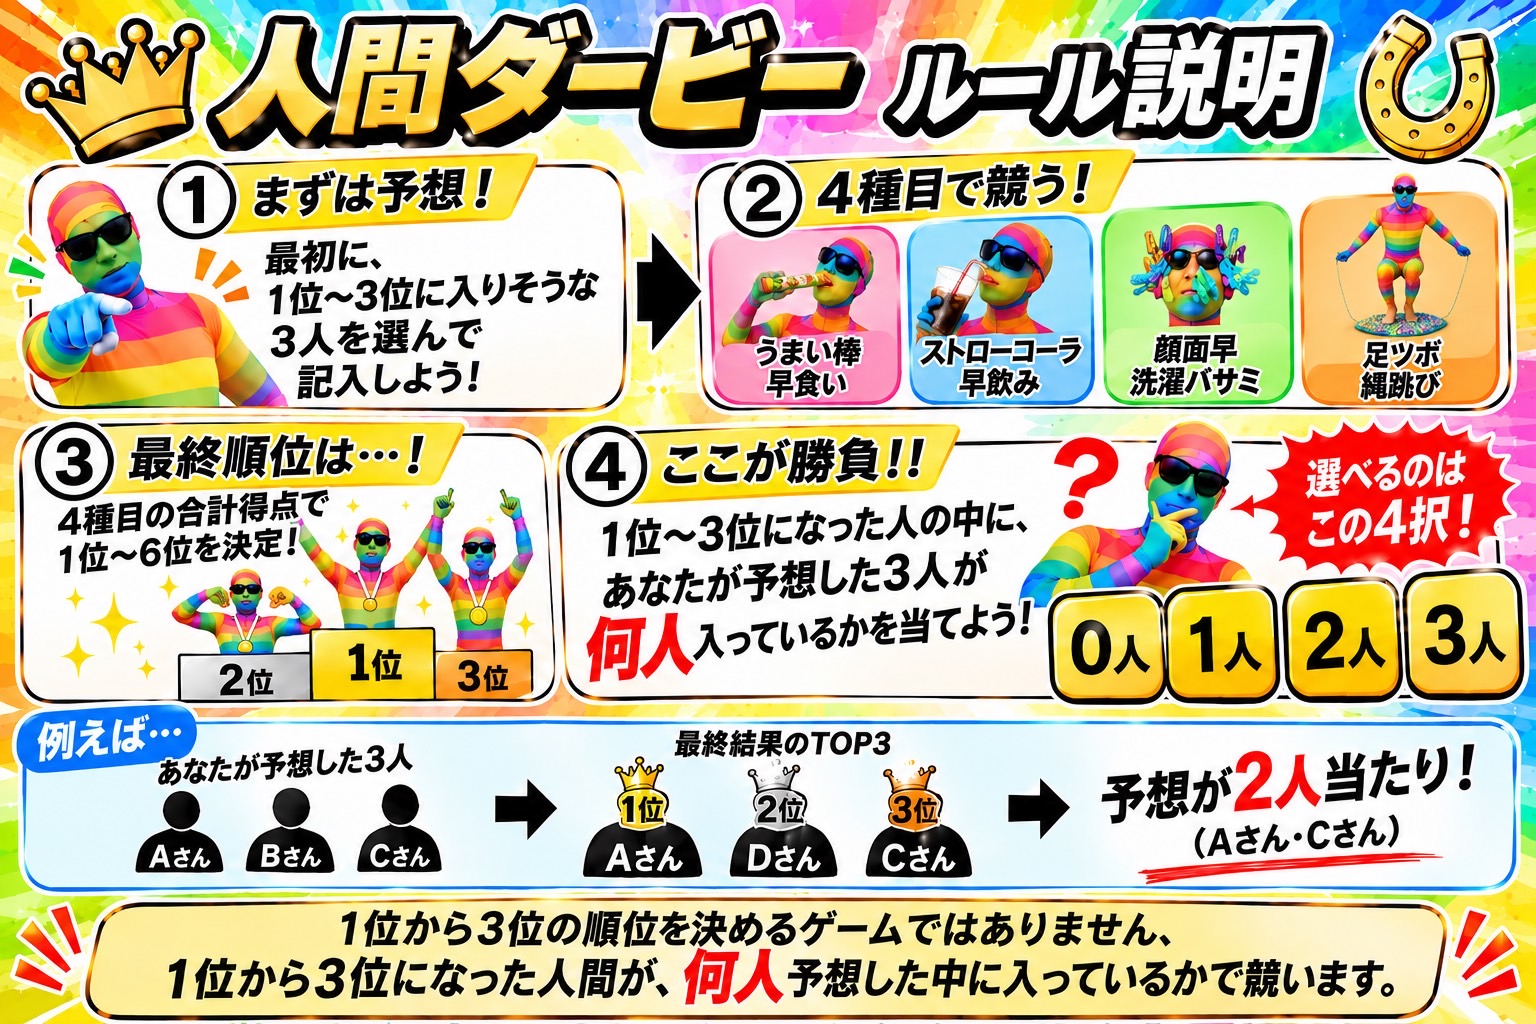 人間ダービー ルール説明
① まずは予想！
最初に、
1位～3位に入りそうな
3人を選んで
記入しよう！
② 4種目で競う！
うまい棒
早食い
ストローコーラ
早飲み
顔面早
洗濯バサミ
足ツボ
縄跳び
③ 最終順位は…！
4種目の合計得点で
1位～6位を決定！
2位
1位
3位
④ ここが勝負！！
1位～3位になった人の中に、
あなたが予想した3人が
何人入っているかを当てよう！
?
選べるのは
この4択！
0人
1人
2人
3人
例えば…
あなたが予想した3人
Aさん
Bさん
Cさん
最終結果のTOP3
1位
Aさん
2位
Dさん
3位
Cさん
予想が2人当たり！
（Aさん・Cさん）
1位から3位の順位を決めるゲームではありません、
1位から3位になった人間が、何人予想した中に入っているかで競います。